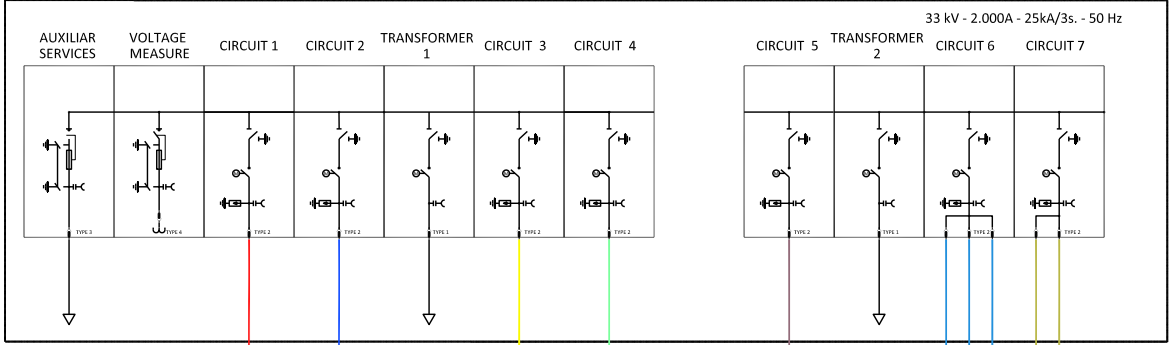 33 kV - 2.000A - 25kA/3s. - 50 Hz
AUXILIAR
SERVICES
VOLTAGE
MEASURE
CIRCUIT 1
CIRCUIT 2
TRANSFORMER
1
CIRCUIT 3
CIRCUIT 4
CIRCUIT 5
TRANSFORMER
2
CIRCUIT 6
CIRCUIT 7
TYPE 3
TYPE 4
TYPE 2
TYPE 2
TYPE 1
TYPE 2
TYPE 2
TYPE 2
TYPE 1
TYPE 2
TYPE 2